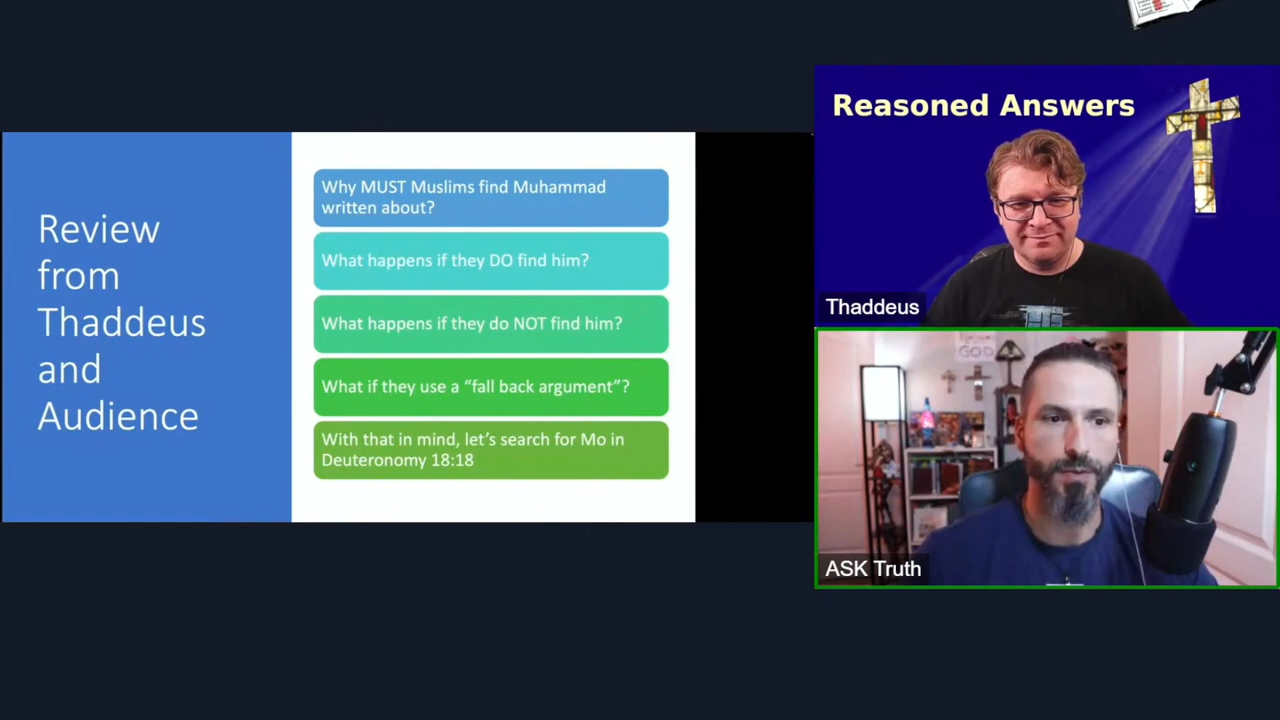 Review
from
Thaddeus
and
Audience
Why MUST Muslims find Muhammad
written about?
What happens if they DO find him?
What happens if they do NOT find him?
What if they use a “fall back argument”?
With that in mind, let’s search for Mo in
Deuteronomy 18:18
Reasoned Answers
Thaddeus
GOD
ASK Truth